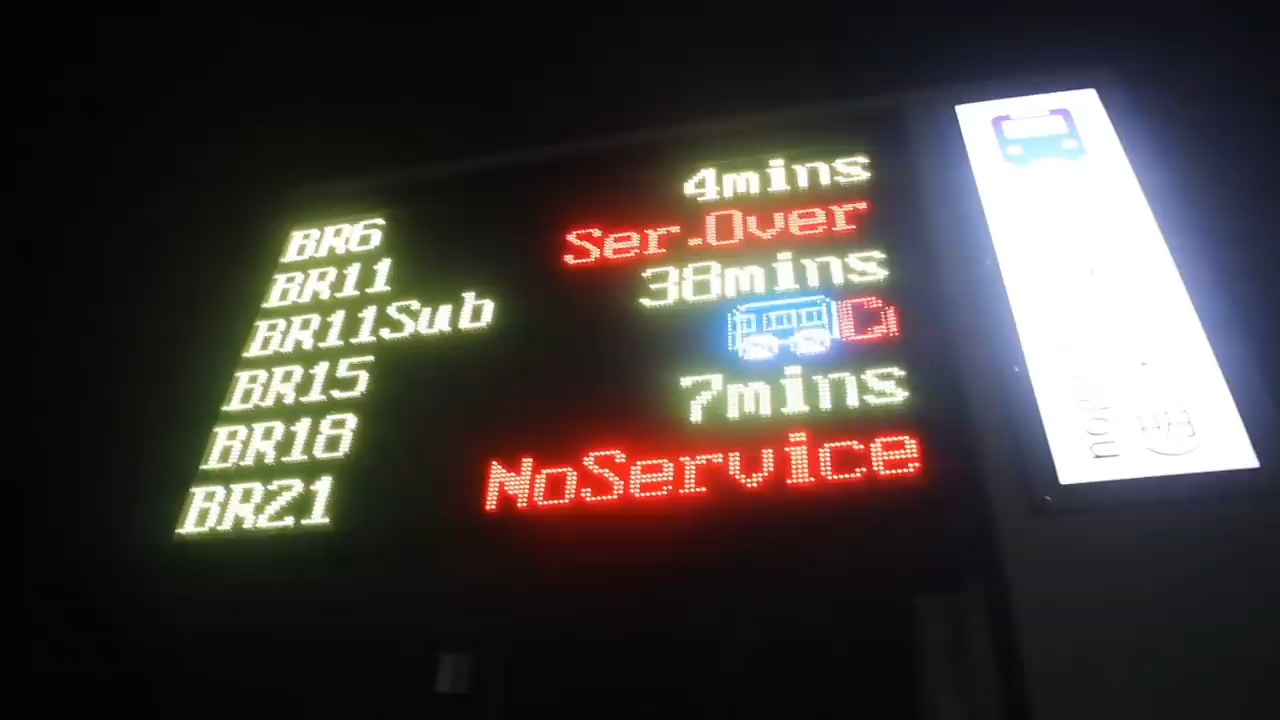 BR6 4mins
BR11 Ser.Over
BR11Sub 38mins
BR15
BR18 7mins
BR21 NoService